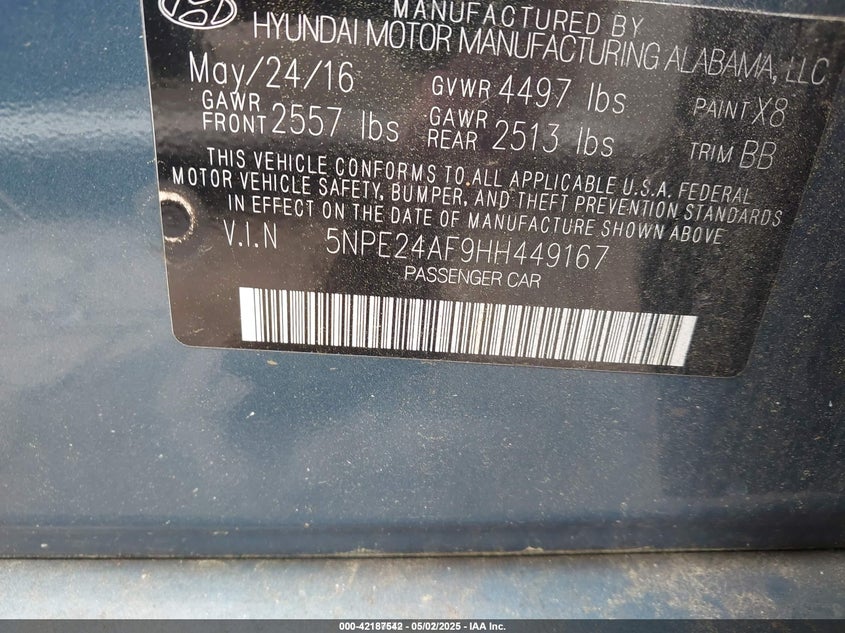 MANUFACTURED BY
HYUNDAI MOTOR MANUFACTURING ALABAMA, LLC
May/24/16 GVWR 4497 lbs PAINT X8
GAWR FRONT 2557 lbs GAWR REAR 2513 lbs TRIM BB
THIS VEHICLE CONFORMS TO ALL APPLICABLE U.S.A. FEDERAL
MOTOR VEHICLE SAFETY, BUMPER, AND THEFT PREVENTION STANDARDS
IN EFFECT ON THE DATE OF MANUFACTURE SHOWN ABOVE
V.I.N 5NPE24AF9HH449167
PASSENGER CAR
000-42187542 - 05/02/2025 - IAA Inc.